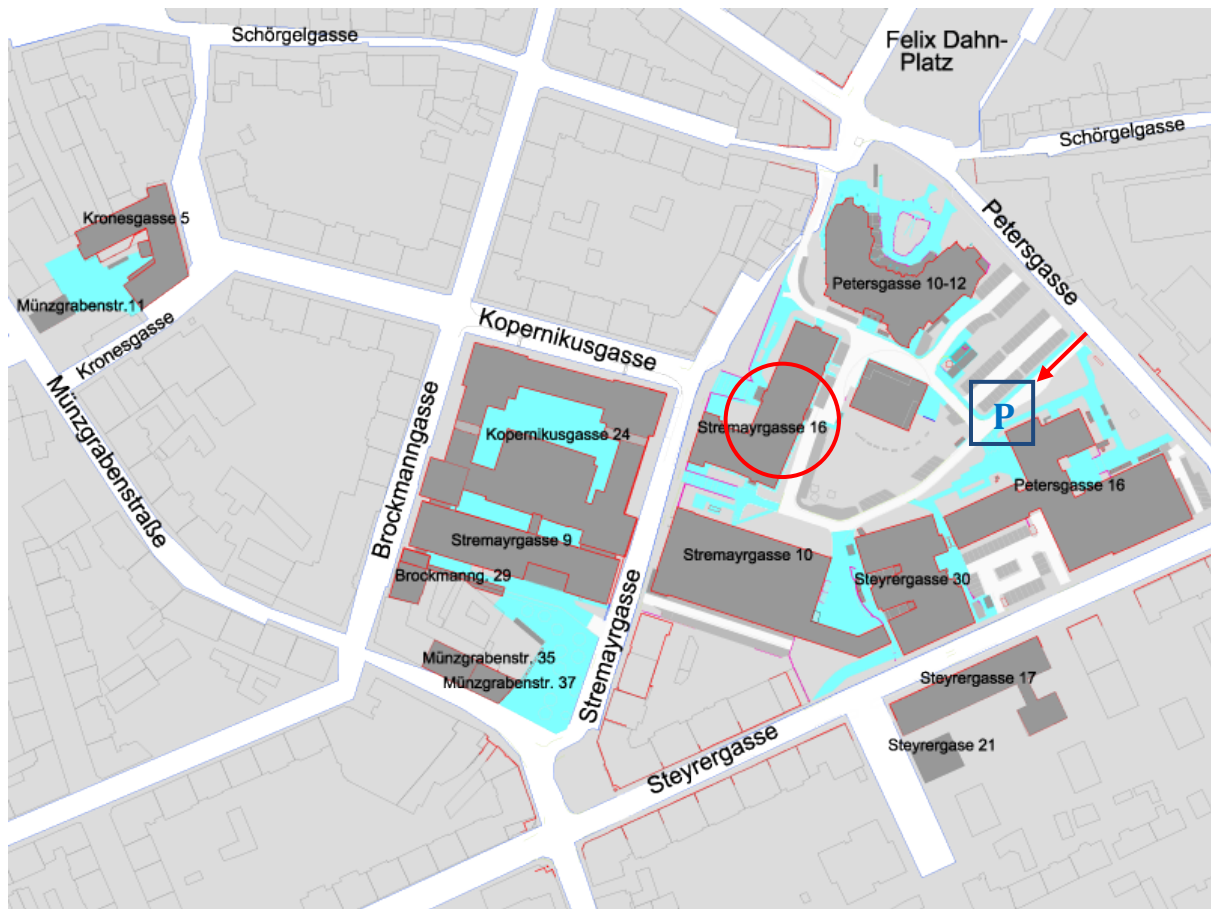 Schörgelgasse
Felix Dahn-
Platz
Schörgelgasse
Kronesgasse 5
Petersgasse
Petersgasse 10-12
Münzgrabenstr.11
Kronesgasse
Kopernikusgasse
P
Münzgrabenstraße
Brockmanngasse
Kopernikusgasse 24
Stremayrgasse 16
Petersgasse 16
Stremayrgasse 9
Stremayrgasse 10
Brockmanng. 29
Steyrergasse 30
Stremayrgasse
Münzgrabenstr. 35
Münzgrabenstr. 37
Steyrergasse 17
Steyrergasse
Steyrergase 21